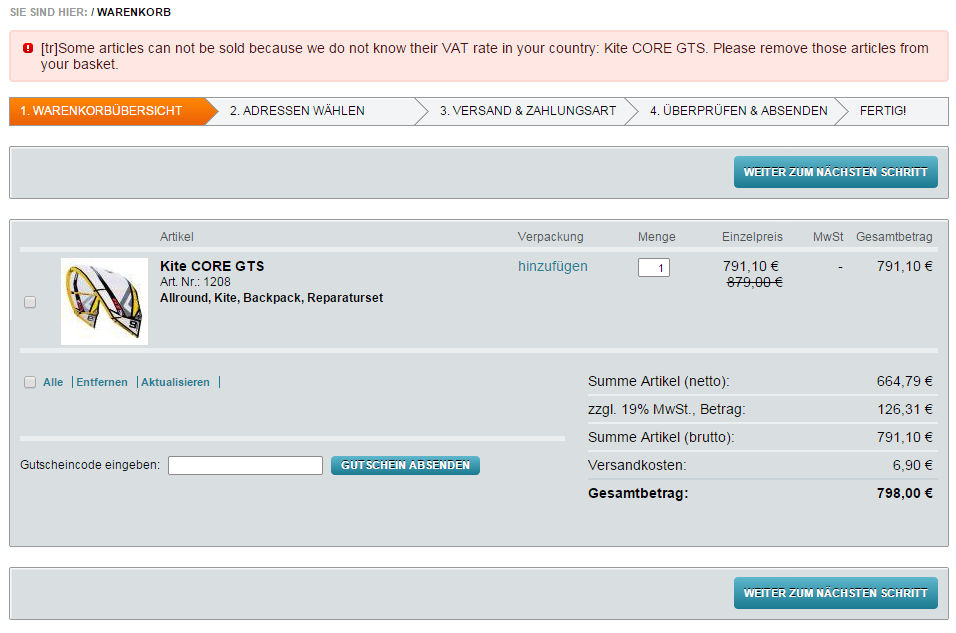 SIE SIND HIER: / WARENKORB
[tr]Some articles can not be sold because we do not know their VAT rate in your country: Kite CORE GTS. Please remove those articles from
your basket.
1. WARENKORBÜBERSICHT 2. ADRESSEN WÄHLEN 3. VERSAND & ZAHLUNGSART 4. ÜBERPRÜFEN & ABSENDEN FERTIG!
WEITER ZUM NÄCHSTEN SCHRITT
Artikel Verpackung Menge Einzelpreis MwSt Gesamtbetrag
Kite CORE GTS hinzufügen 1 791,10 € - 791,10 €
Art. Nr.: 1208 879,00 €
Allround, Kite, Backpack, Reparaturset
Alle | Entfernen | Aktualisieren |
Summe Artikel (netto): 664,79 €
zzgl. 19% MwSt., Betrag: 126,31 €
Summe Artikel (brutto): 791,10 €
Gutscheincode eingeben: GUTSCHEIN ABSENDEN
Versandkosten: 6,90 €
Gesamtbetrag: 798,00 €
WEITER ZUM NÄCHSTEN SCHRITT